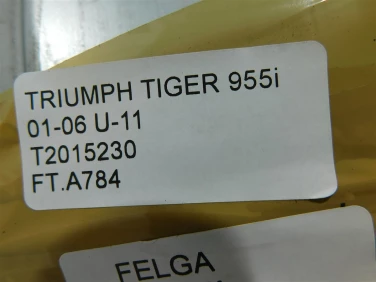 TRIUMPH TIGER 955i
01-06 U-11
T2015230
FT.A784
FELGA